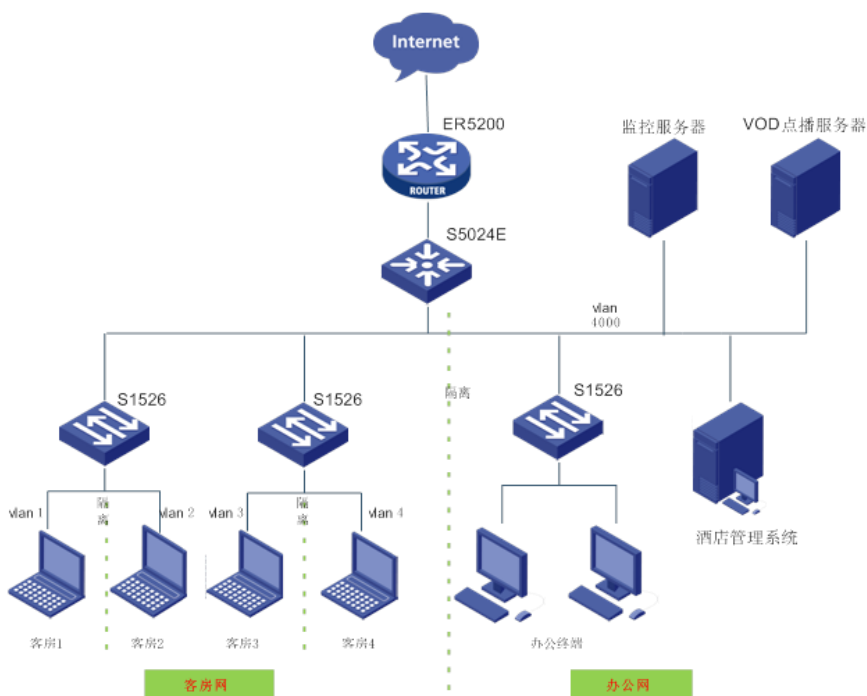 Internet
ER5200
ROUTER
监控服务器
VOD点播服务器
S5024E
vlan
4000
隔离
S1526
S1526
S1526
vlan 1
隔
离
vlan 2
vlan 3
隔
离
vlan 4
酒店管理系统
客房1
客房2
客房3
客房4
办公终端
客房网
办公网